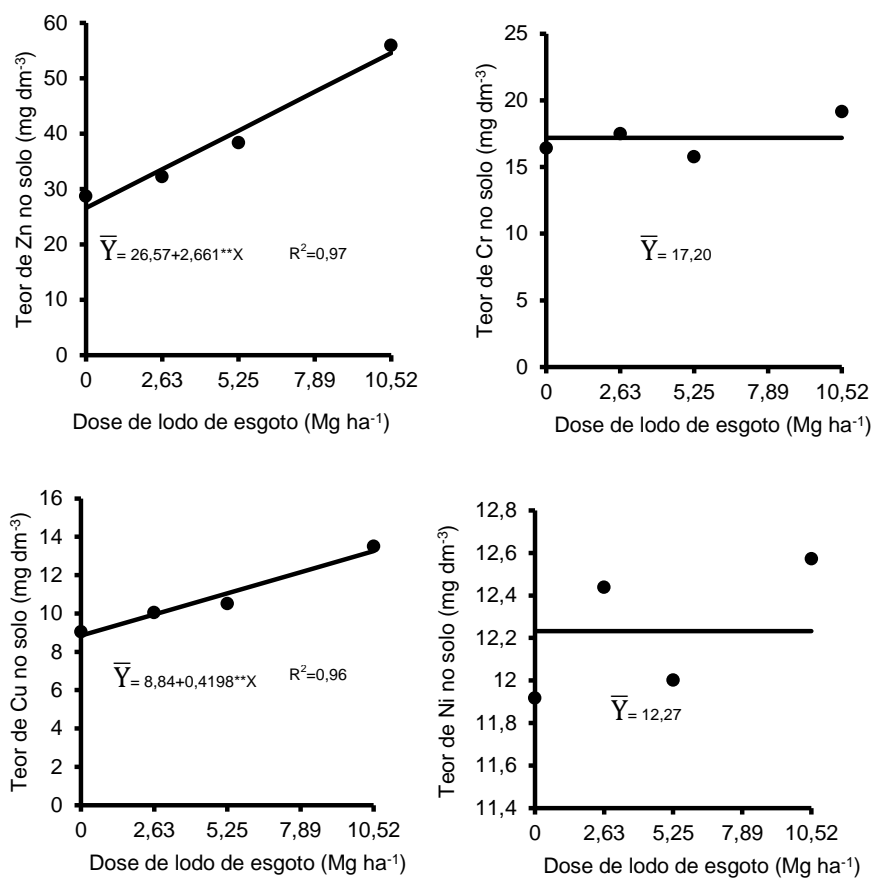 Teor de Zn no solo (mg dm-3)
60
50
40
30
20
10
0
Y̅= 26,57+2,661**X R2=0,97
0 2,63 5,25 7,89 10,52
Dose de lodo de esgoto (Mg ha-1)
Teor de Cr no solo (mg dm-3)
25
20
15
10
5
0
Y̅= 17,20
0 2,63 5,25 7,89 10,52
Dose de lodo de esgoto (Mg ha-1)
Teor de Cu no solo (mg dm-3)
16
14
12
10
8
6
4
2
0
Y̅= 8,84+0,4198**X R2=0,96
0 2,63 5,25 7,89 10,52
Dose de lodo de esgoto (Mg ha-1)
Teor de Ni no solo (mg dm-3)
12,8
12,6
12,4
12,2
12
11,8
11,6
11,4
Y̅= 12,27
0 2,63 5,25 7,89 10,52
Dose de lodo de esgoto (Mg ha-1)